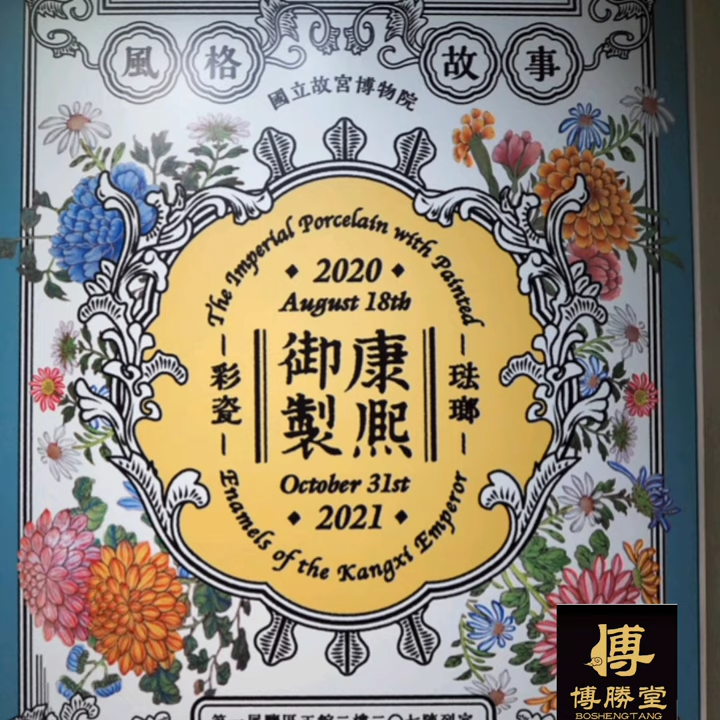 風格故事
國立故宮博物院
The Imperial Porcelain with Painted
2020
August 18th
康熙
御製
珐瑯
彩瓷
October 31st
2021
Enamels of the Kangxi Emperor
博
博勝堂
BOSHENGTANG